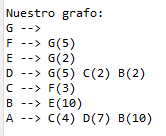 Nuestro grafo:
G -->
F --> G(5)
E --> G(2)
D --> G(5) C(2) B(2)
C --> F(3)
B --> E(10)
A --> C(4) D(7) B(10)